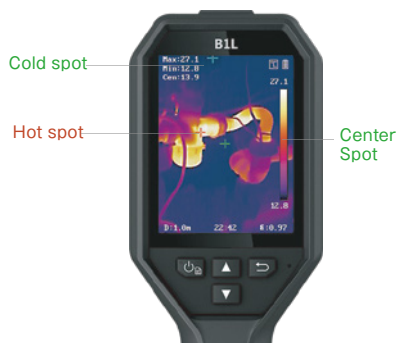 B1L
Max:27.1
Min:12.8
Cen:13.9
27.1
Cold spot
Hot spot
Center
Spot
12.8
D:1.0m 22:42 E:0.97